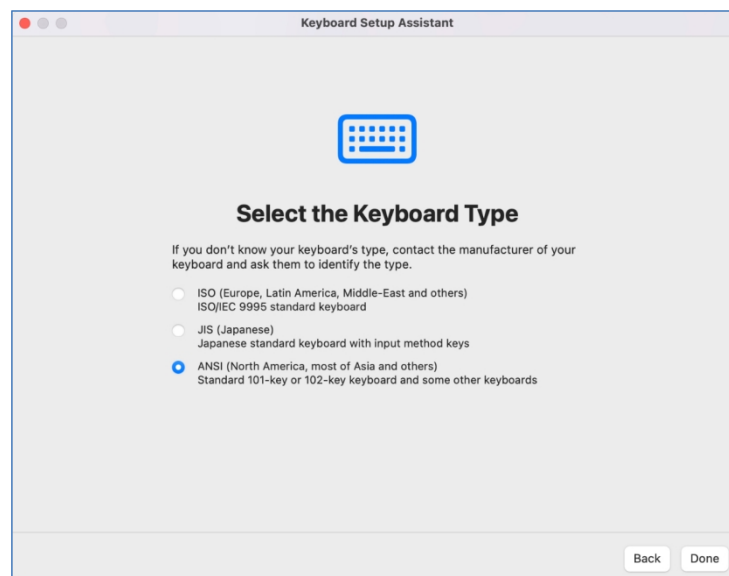 Keyboard Setup Assistant
Select the Keyboard Type
If you don’t know your keyboard’s type, contact the manufacturer of your
keyboard and ask them to identify the type.
ISO (Europe, Latin America, Middle-East and others)
ISO/IEC 9995 standard keyboard
JIS (Japanese)
Japanese standard keyboard with input method keys
ANSI (North America, most of Asia and others)
Standard 101-key or 102-key keyboard and some other keyboards
Back Done